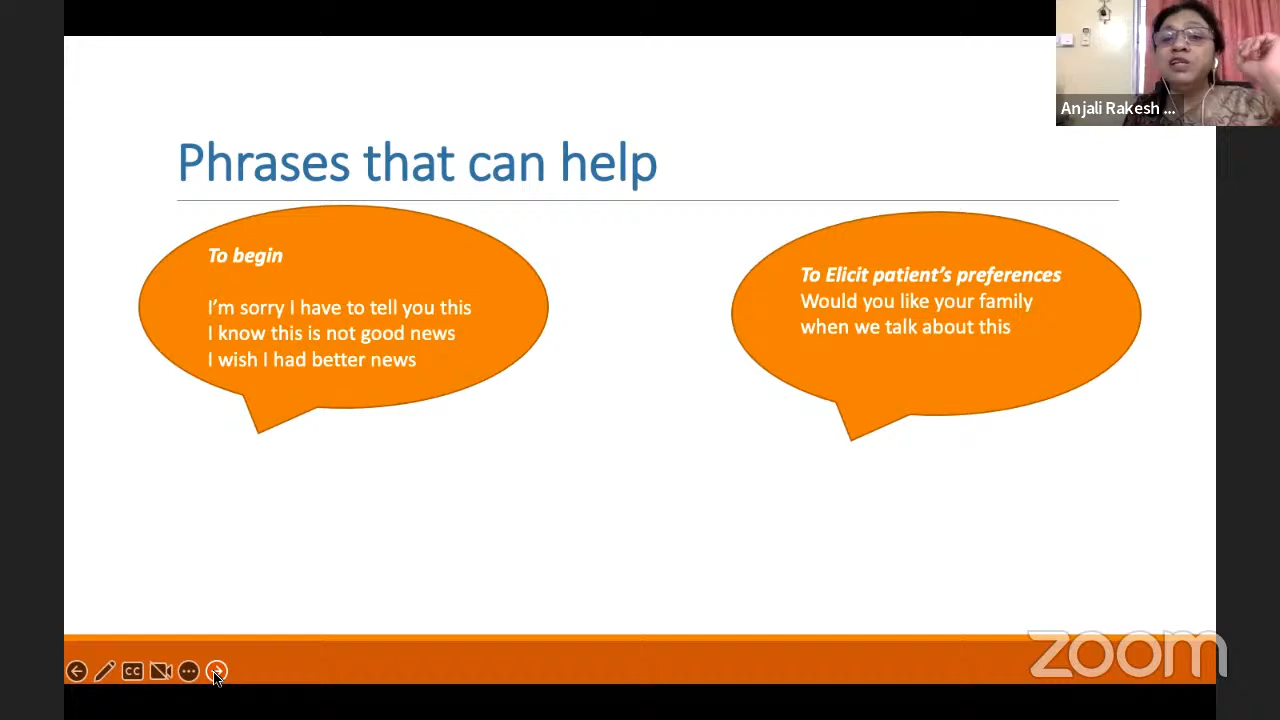 Anjali Rakesh ...
Phrases that can help
To begin
I'm sorry I have to tell you this
I know this is not good news
I wish I had better news
To Elicit patient's preferences
Would you like your family
when we talk about this
CC
zoom